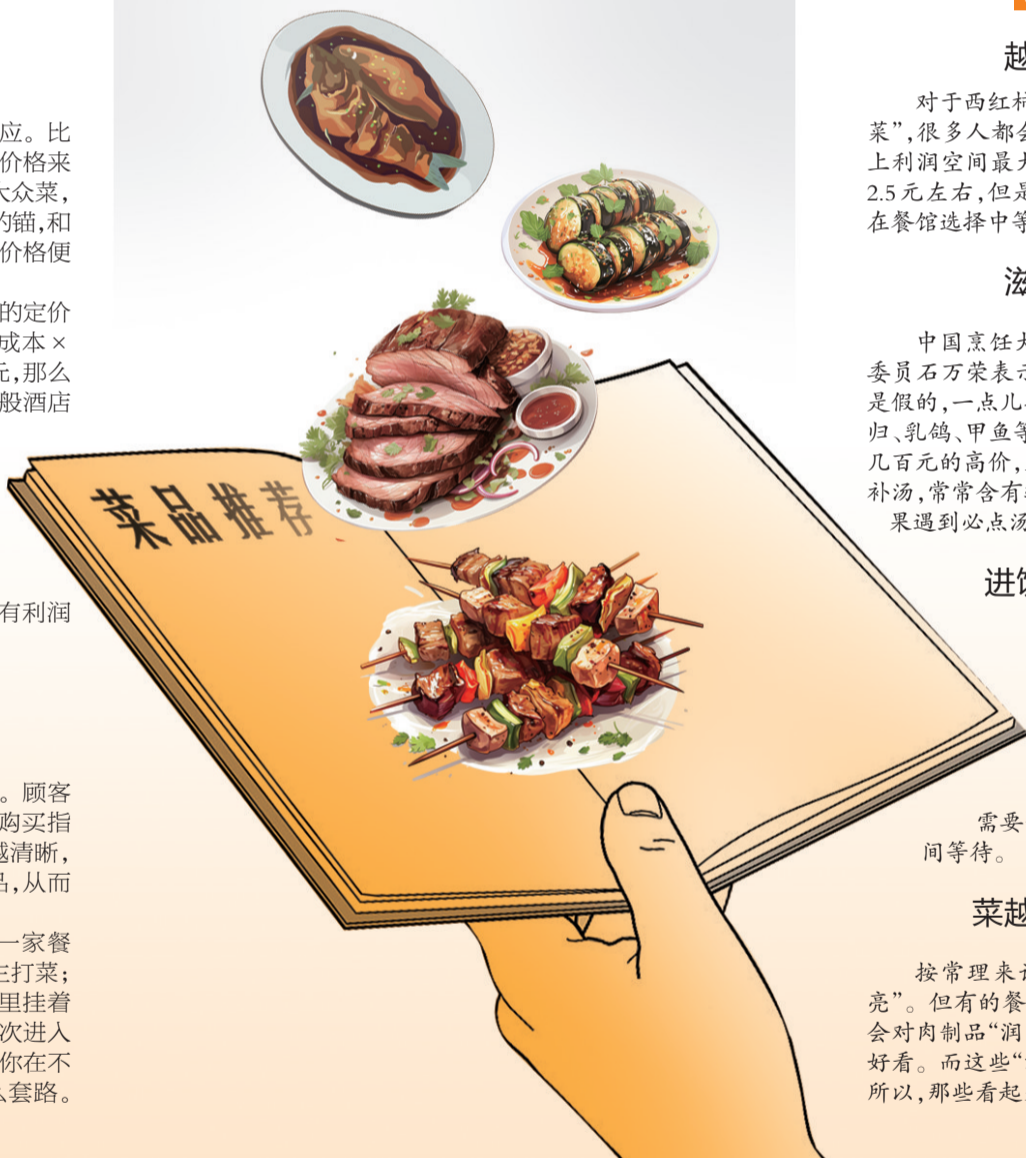 应。比
价格来
大众菜,
的锚,和
价格便
的定价
成本×
元,那么
般酒店
有利润
。顾客
购买指
越清晰,
品,从而
一家餐
主打菜;
里挂着
次进入
你在不
么套路。
菜品推荐
越
对于西红柿
菜”,很多人都会
上利润空间最大
2.5元左右,但是
在餐馆选择中等
滋
中国烹饪大
委员石万荣表示
是假的,一点儿
归、乳鸽、甲鱼等
几百元的高价,
补汤,常常含有
果遇到必点汤
进饭
需要
间等待。
菜越
按常理来说
亮”。但有的餐
会对肉制品“润
好看。而这些“
所以,那些看起